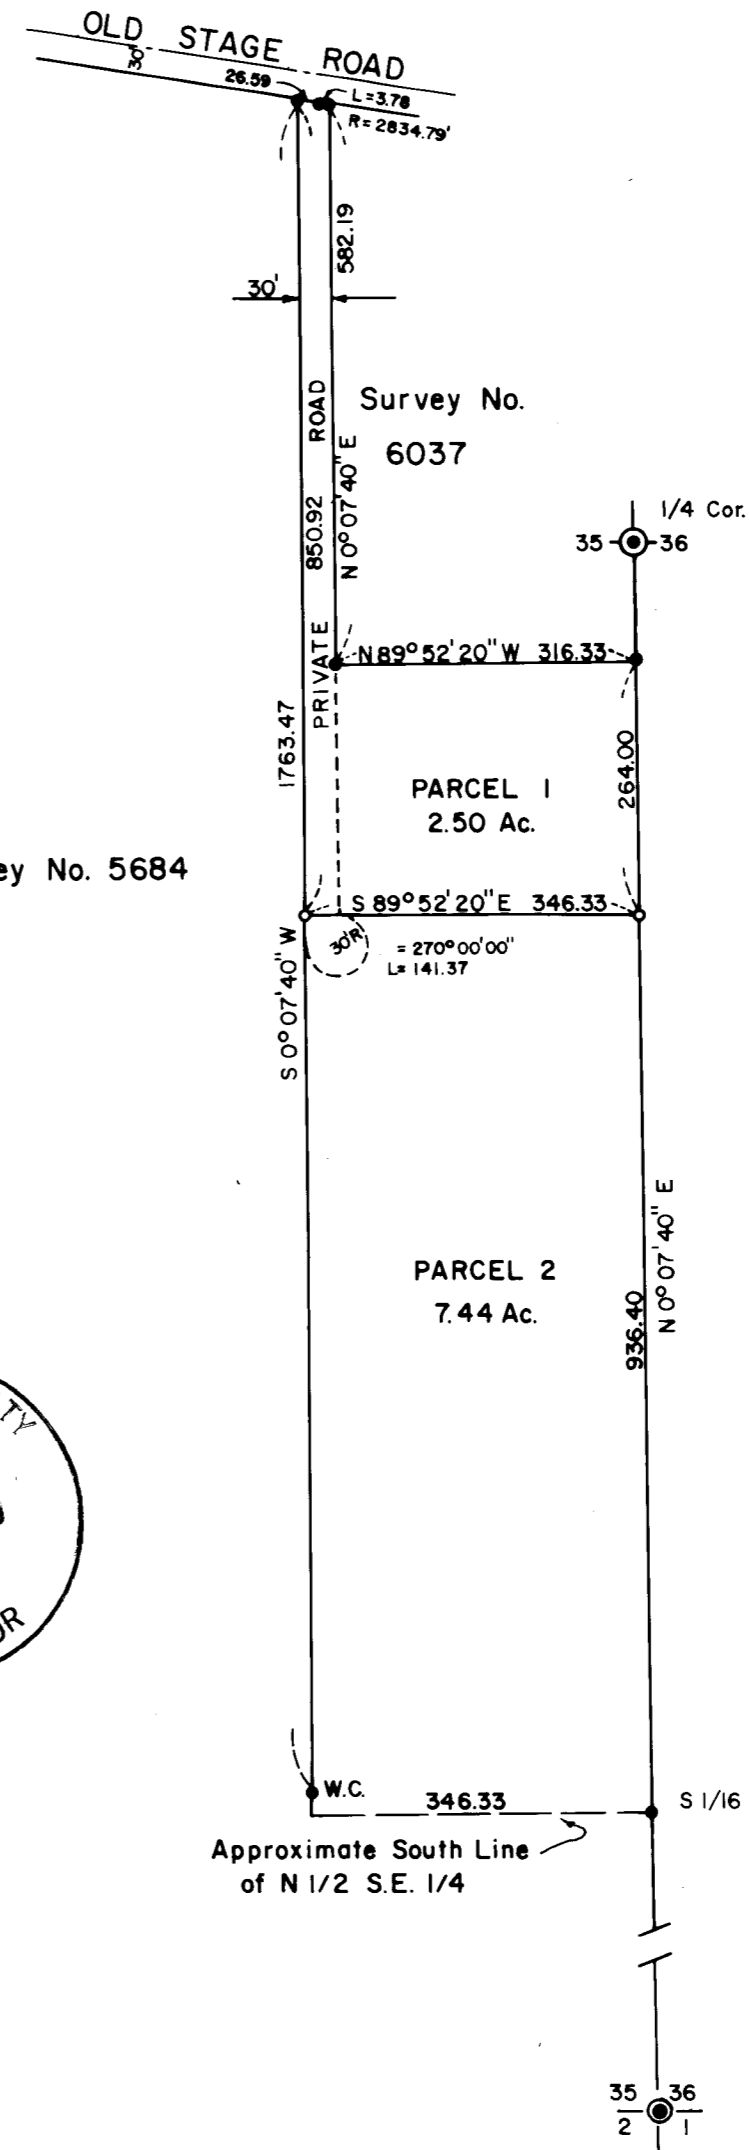 OLD STAGE ROAD
30'
26.59
L=3.78
R=2834.79'
582.19
30'
PRIVATE ROAD
850.92
N 0° 07' 40" E
Survey No.
6037
1/4 Cor.
35 36
N 89° 52' 20" W 316.33
1763.47
264.00
PARCEL 1
2.50 Ac.
ey No. 5684
S 89° 52' 20" E 346.33
30'R
= 270° 00' 00"
L= 141.37
S 0° 07' 40" W
N 0° 07' 40" E
936.40
PARCEL 2
7.44 Ac.
TY
OR
W.C.
346.33
S 1/16
Approximate South Line
of N 1/2 S.E. 1/4
35 36
2 1